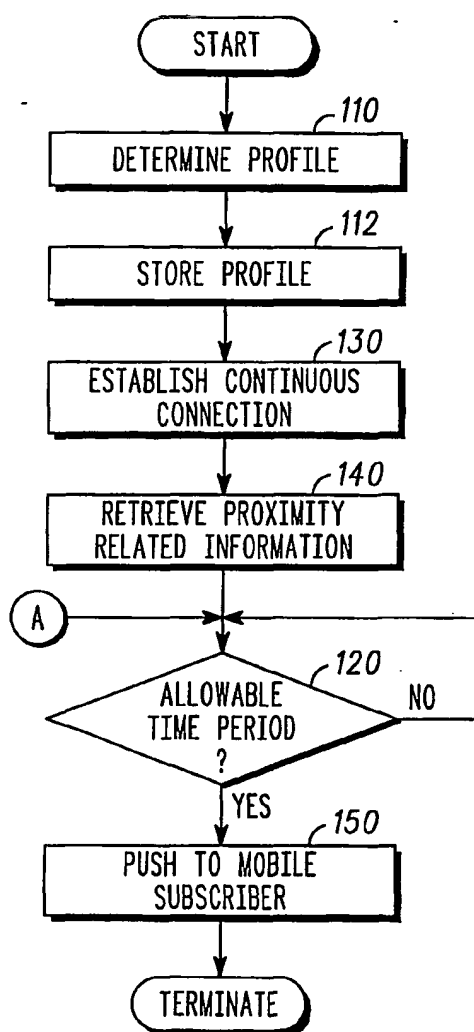 START
110
DETERMINE PROFILE
112
STORE PROFILE
130
ESTABLISH CONTINUOUS
CONNECTION
140
RETRIEVE PROXIMITY
RELATED INFORMATION
A
120
ALLOWABLE
TIME PERIOD
?
NO
YES
150
PUSH TO MOBILE
SUBSCRIBER
TERMINATE